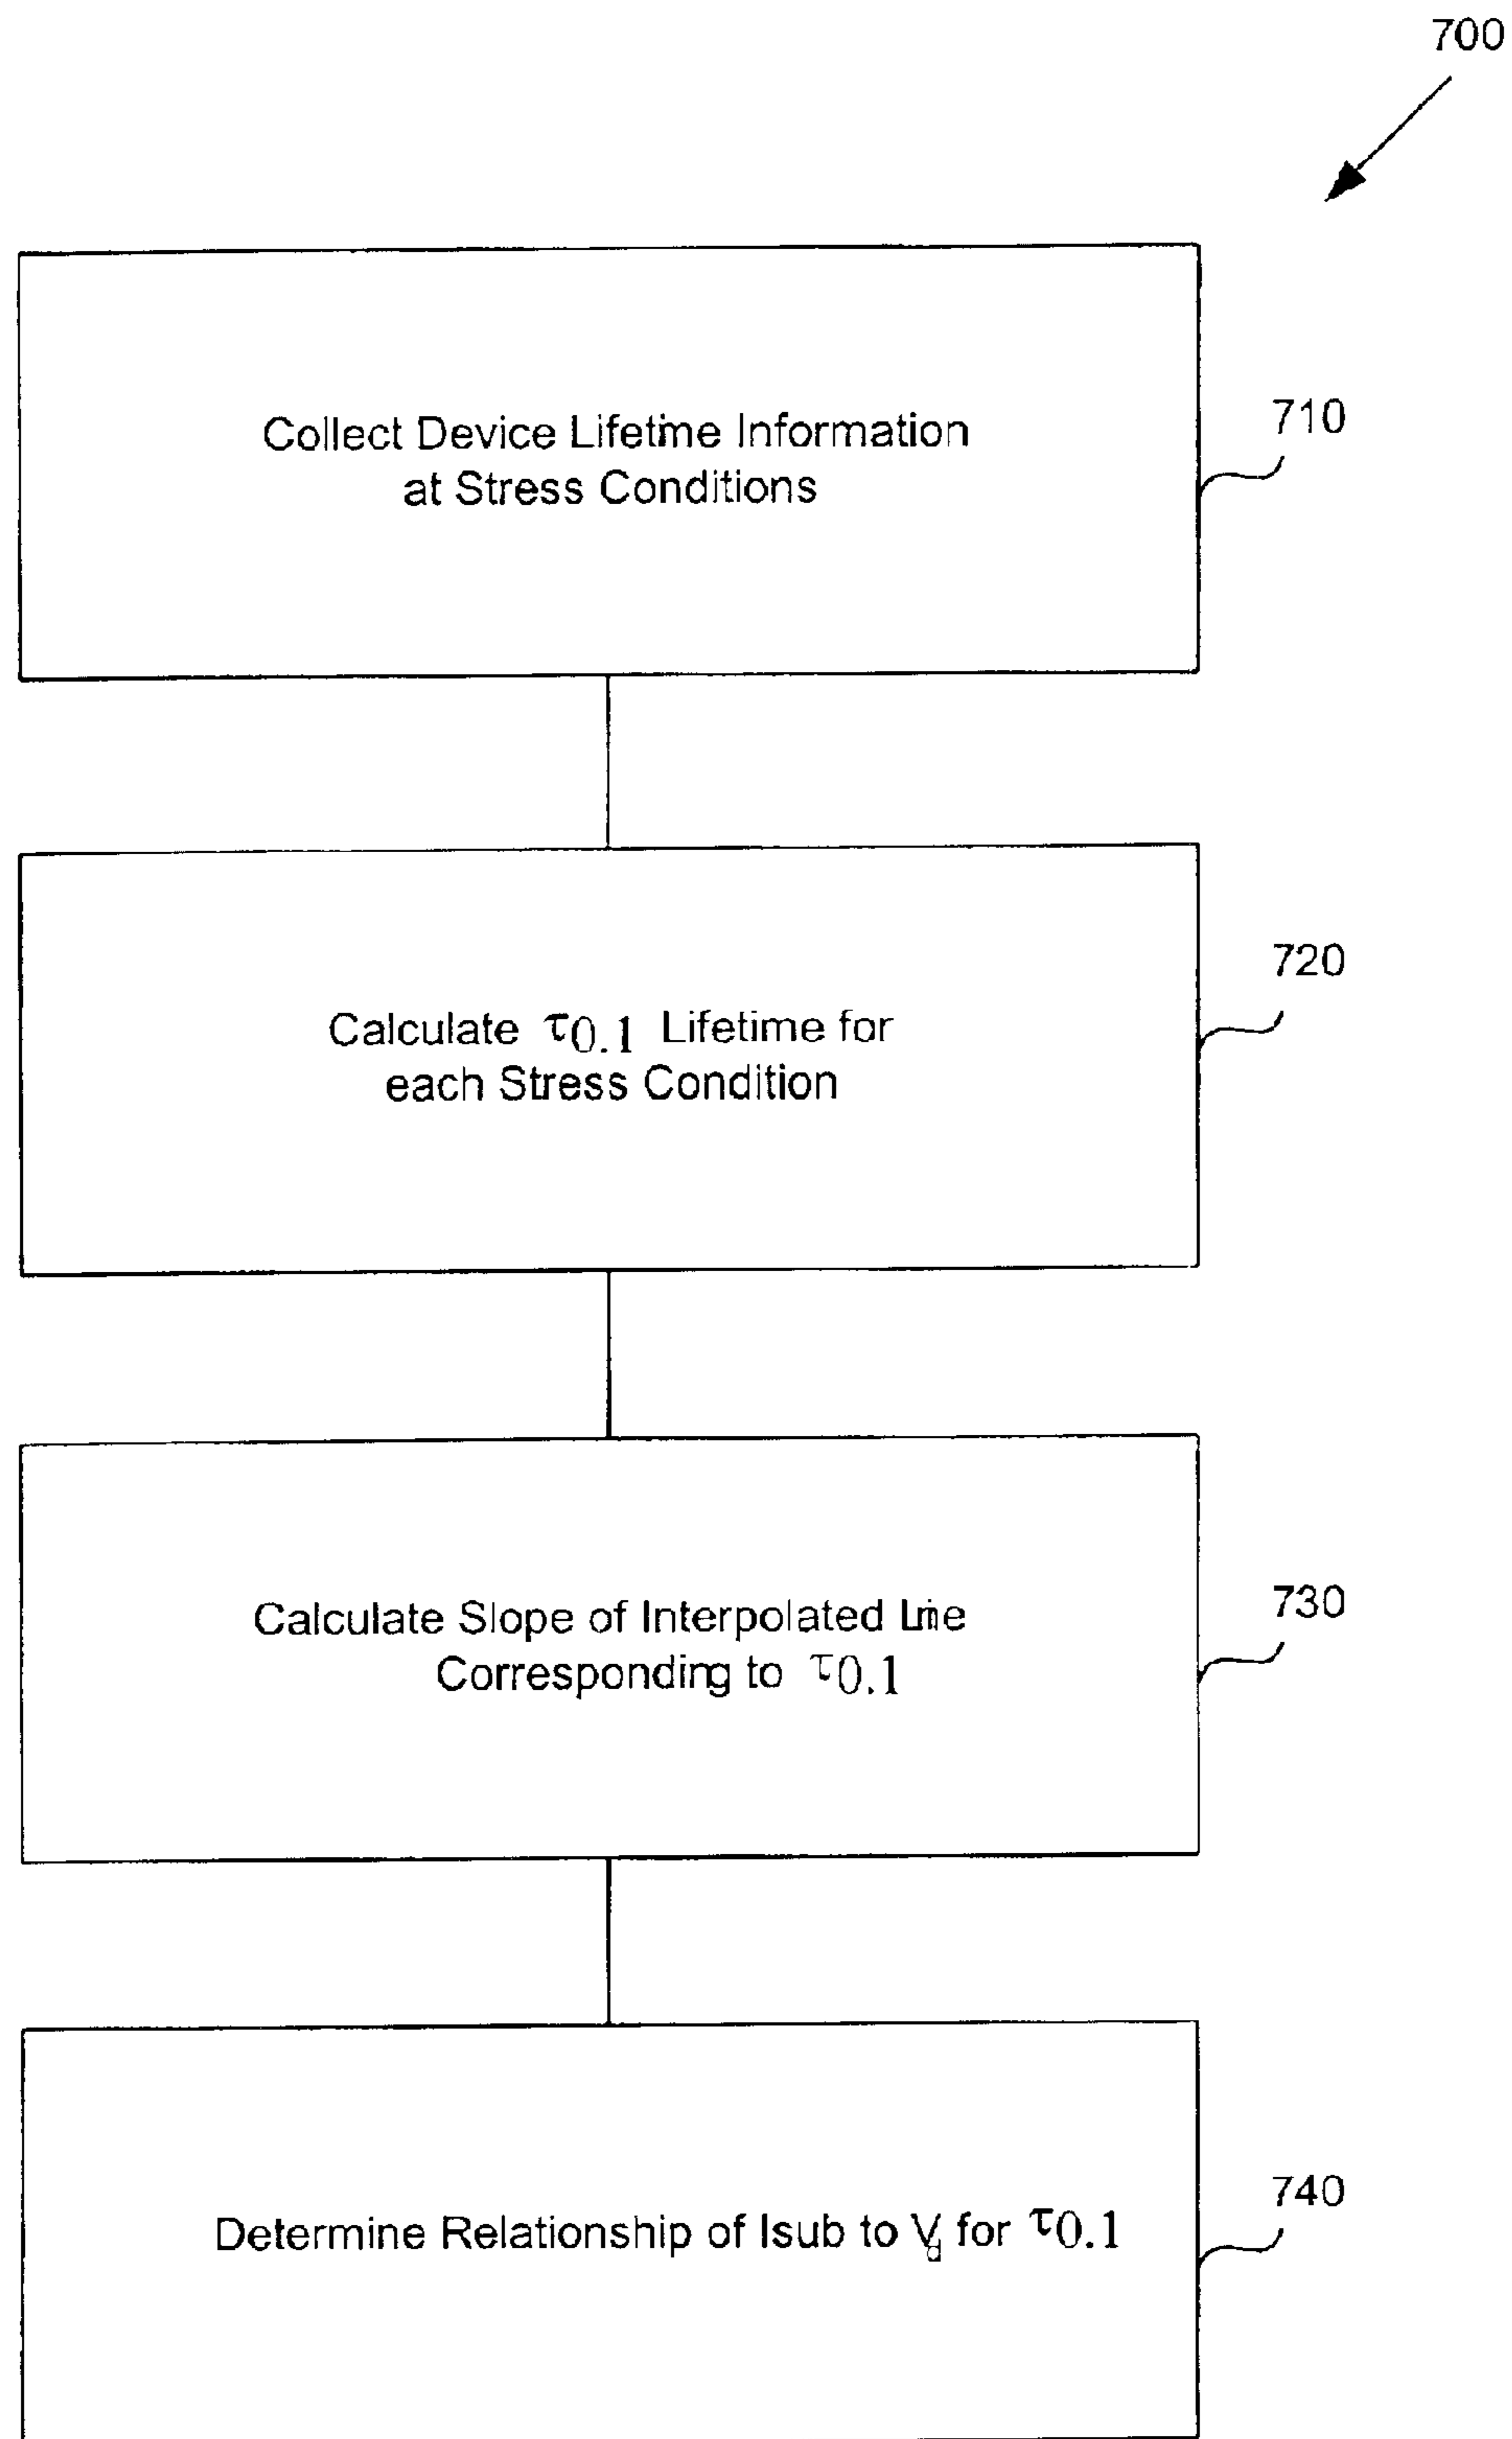 700
Collect Device Lifetime Information
at Stress Conditions
710
Calculate τ0.1 Lifetime for
each Stress Condition
720
Calculate Slope of Interpolated Line
Corresponding to τ0.1
730
Determine Relationship of Isub to Vd for τ0.1
740